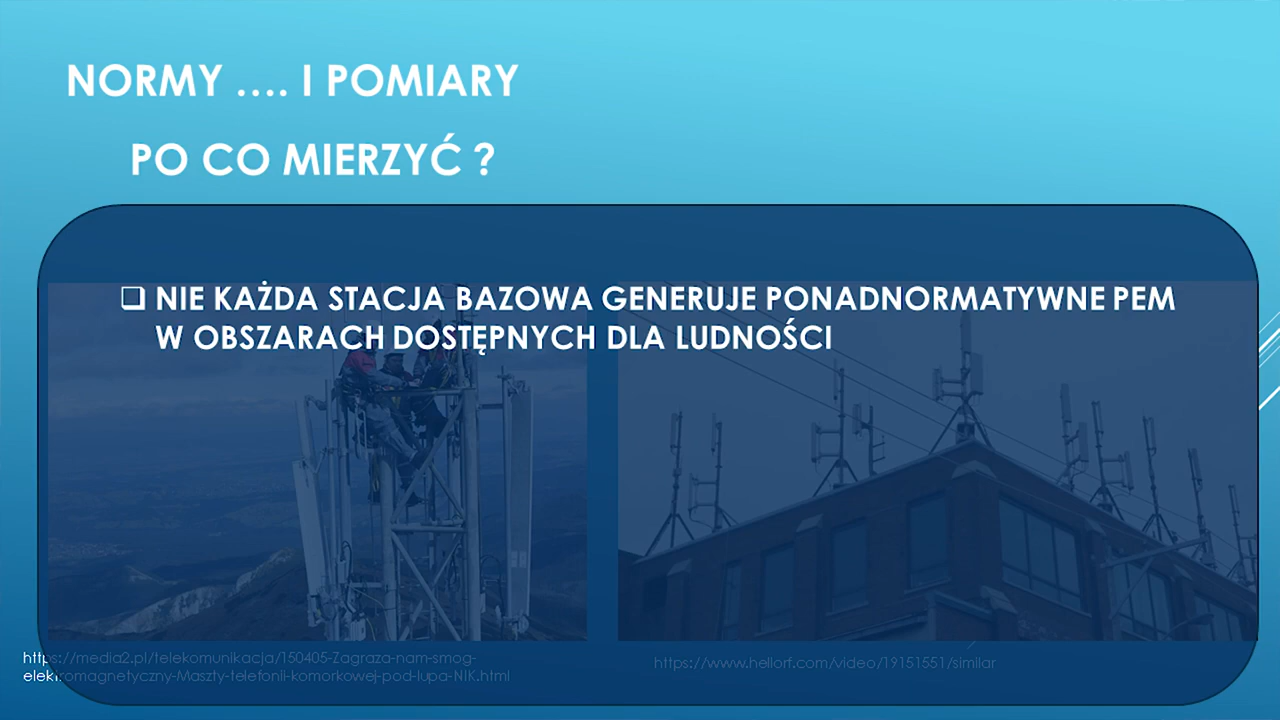 NORMY .... I POMIARY
PO CO MIERZYĆ ?
❑ NIE KAŻDA STACJA BAZOWA GENERUJE PONADNORMATYWNE PEM
W OBSZARACH DOSTĘPNYCH DLA LUDNOŚCI
https://media2.pl/telekomunikacja/150405-Zagraza-nam-smog-
elektromagnetyczny-Maszty-telefonii-komorkowej-pod-lupa-NIK.html
https://www.hellorf.com/video/19151551/similar